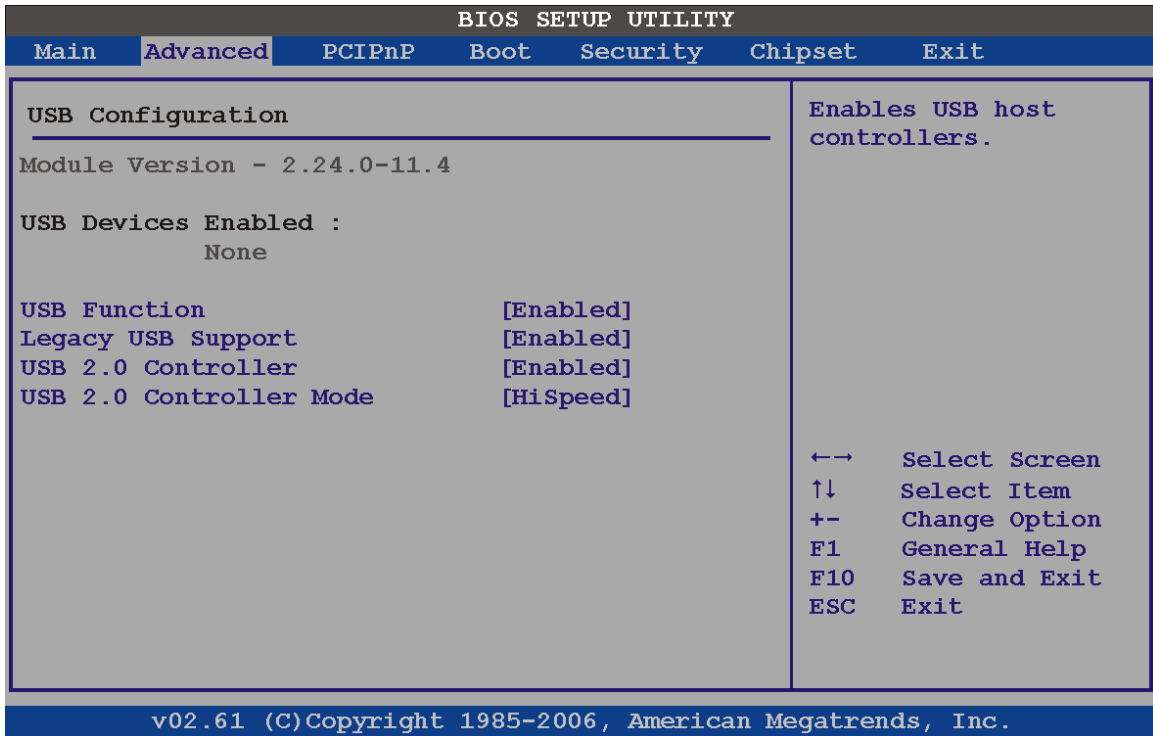 BIOS SETUP UTILITY
Main Advanced PCIPnP Boot Security Chipset Exit
USB Configuration
Module Version - 2.24.0-11.4
USB Devices Enabled :
None
USB Function [Enabled]
Legacy USB Support [Enabled]
USB 2.0 Controller [Enabled]
USB 2.0 Controller Mode [HiSpeed]
Enables USB host
controllers.
←→ Select Screen
↑↓ Select Item
+- Change Option
F1 General Help
F10 Save and Exit
ESC Exit
v02.61 (C)Copyright 1985-2006, American Megatrends, Inc.